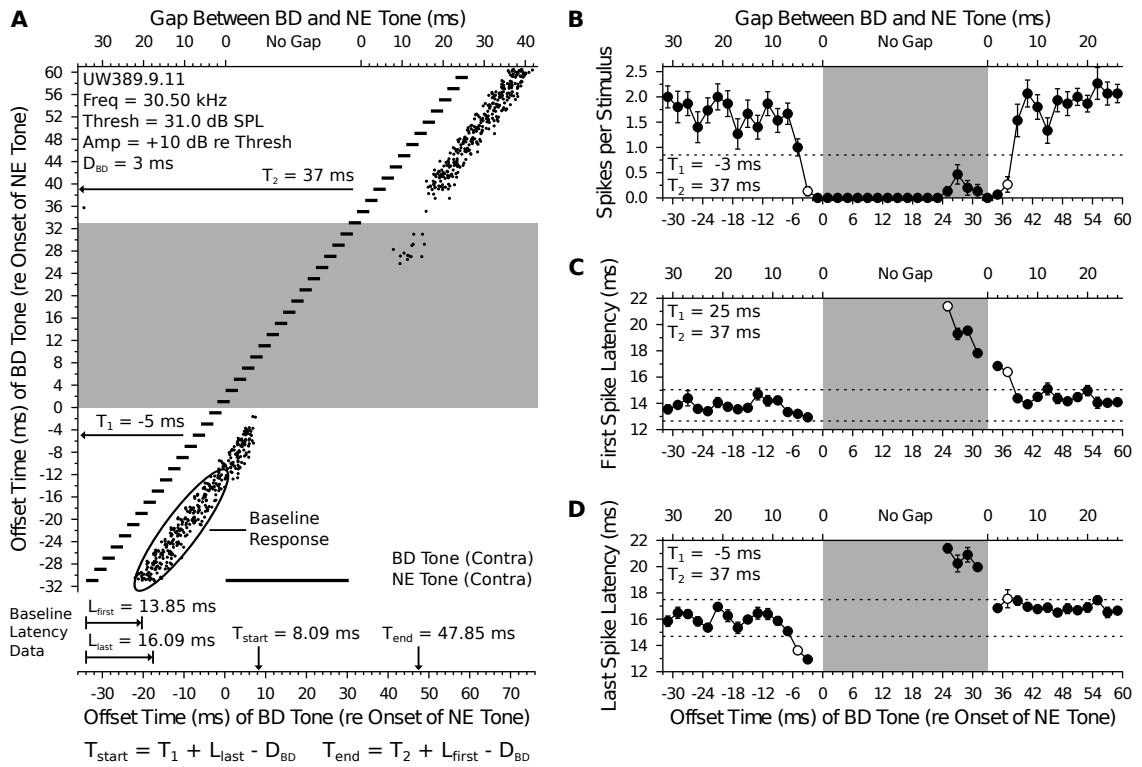 A
Gap Between BD and NE Tone (ms)
30 20 10 0 No Gap 0 10 20 30 40
UW389.9.11
Freq = 30.50 kHz
Thresh = 31.0 dB SPL
Amp = +10 dB re Thresh
D_BD = 3 ms
T_2 = 37 ms
T_1 = -5 ms
Baseline
Response
BD Tone (Contra)
NE Tone (Contra)
Offset Time (ms) of BD Tone (re Onset of NE Tone)
60
56
52
48
44
40
36
32
28
24
20
16
12
8
4
0
-4
-8
-12
-16
-20
-24
-28
-32
Baseline
Latency
Data
L_first = 13.85 ms
L_last = 16.09 ms
T_start = 8.09 ms
T_end = 47.85 ms
-30 -20 -10 0 10 20 30 40 50 60 70
Offset Time (ms) of BD Tone (re Onset of NE Tone)
T_start = T_1 + L_last - D_BD T_end = T_2 + L_first - D_BD
B
Gap Between BD and NE Tone (ms)
30 20 10 0 No Gap 0 10 20
Spikes per Stimulus
2.5
2.0
1.5
1.0
0.5
0.0
T_1 = -3 ms
T_2 = 37 ms
-30 -24 -18 -12 -6 0 6 12 18 24 30 36 42 48 54 60
C
30 20 10 0 No Gap 0 10 20
First Spike Latency (ms)
22
20
18
16
14
12
T_1 = 25 ms
T_2 = 37 ms
-30 -24 -18 -12 -6 0 6 12 18 24 30 36 42 48 54 60
D
30 20 10 0 No Gap 0 10 20
Last Spike Latency (ms)
22
20
18
16
14
12
T_1 = -5 ms
T_2 = 37 ms
-30 -24 -18 -12 -6 0 6 12 18 24 30 36 42 48 54 60
Offset Time (ms) of BD Tone (re Onset of NE Tone)